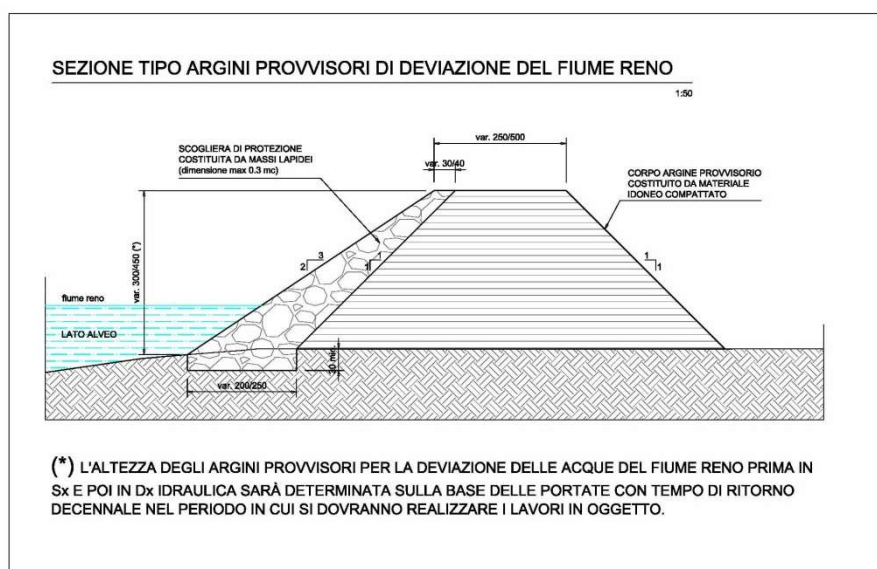 SEZIONE TIPO ARGINI PROVVISORI DI DEVIAZIONE DEL FIUME RENO
1:50
var. 250/500
SCOGLIERA DI PROTEZIONE
COSTITUITA DA MASSI LAPIDEI
(dimensione max 0.3 mc)
var. 30/40
CORPO ARGINE PROVVISORIO
COSTITUITO DA MATERIALE
IDONEO COMPATTATO
var. 300/450 (*)
3
2
1
1
1
1
fiume reno
LATO ALVEO
30 min.
var. 200/250
(*) L'ALTEZZA DEGLI ARGINI PROVVISORI PER LA DEVIAZIONE DELLE ACQUE DEL FIUME RENO PRIMA IN
Sx E POI IN Dx IDRAULICA SARÀ DETERMINATA SULLA BASE DELLE PORTATE CON TEMPO DI RITORNO
DECENNALE NEL PERIODO IN CUI SI DOVRANNO REALIZZARE I LAVORI IN OGGETTO.